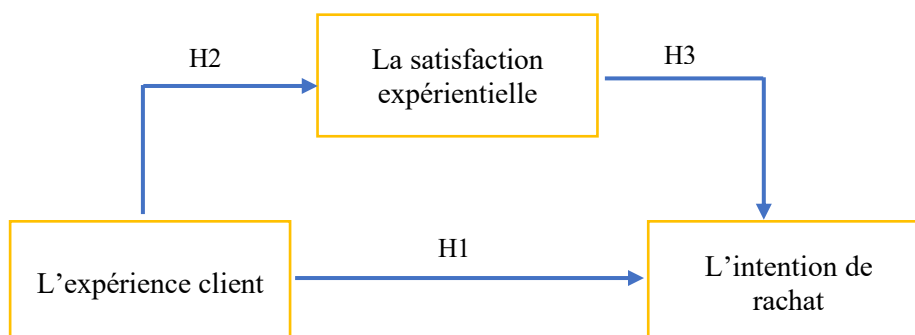 H2
La satisfaction
expérientielle
H3
L’expérience client
H1
L’intention de
rachat